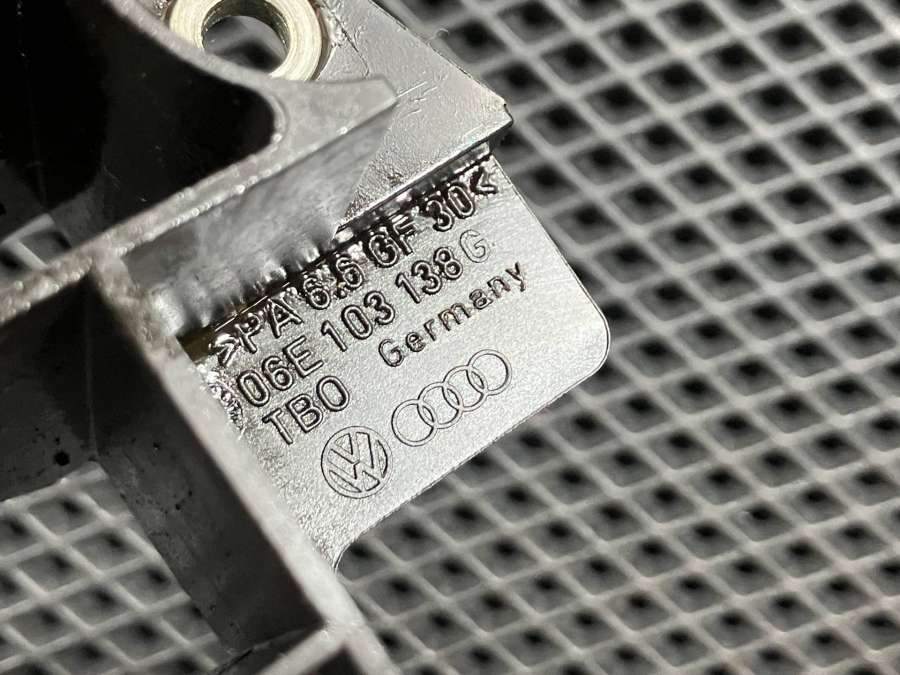 >PA 6.6 GF 30<
06E 103 138 G
TBO Germany